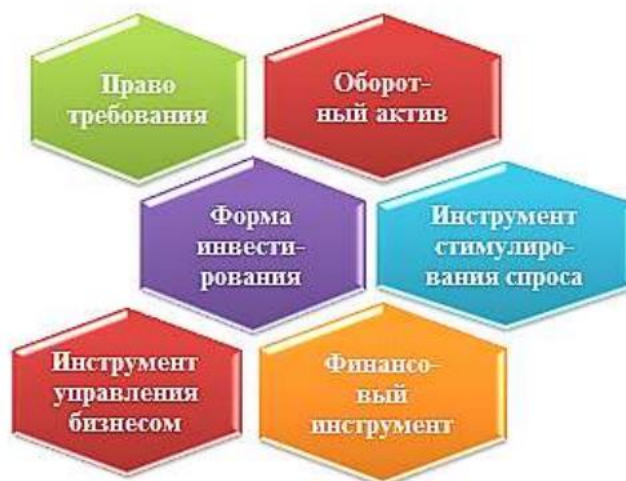 Право
требования
Оборот-
ный актив
Форма
инвести-
рования
Инструмент
стимулиро-
вания спроса
Инструмент
управления
бизнесом
Финансо-
вый
инструмент